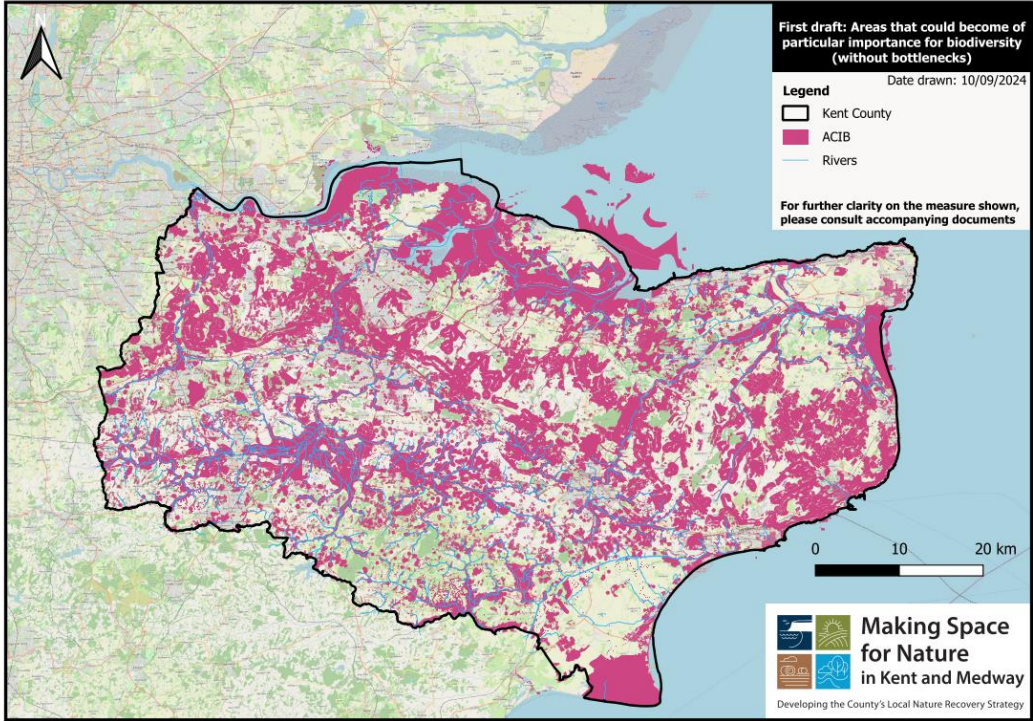 N
First draft: Areas that could become of
particular importance for biodiversity
(without bottlenecks)
Date drawn: 10/09/2024
Legend
Kent County
ACIB
Rivers
For further clarity on the measure shown,
please consult accompanying documents
0 10 20 km
Making Space
for Nature
in Kent and Medway
Developing the County's Local Nature Recovery Strategy